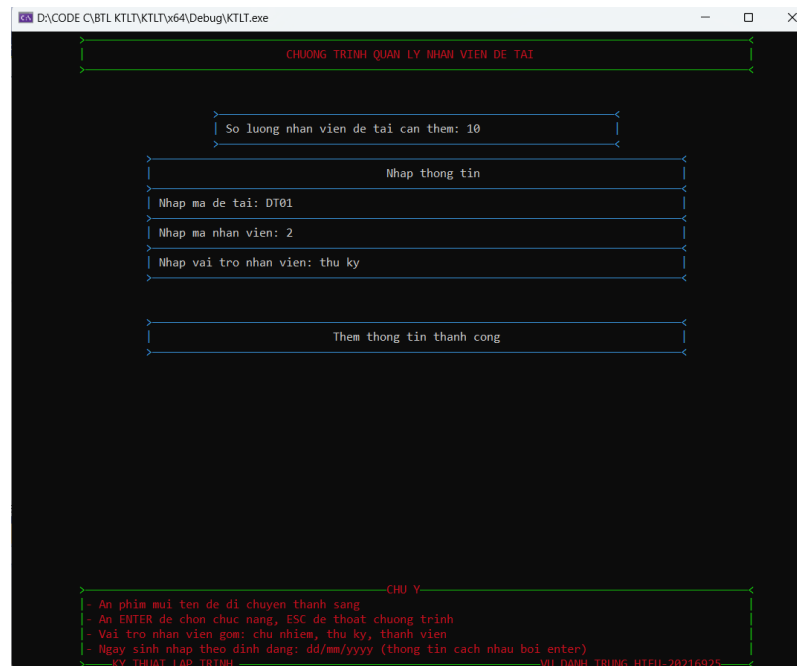 D:\CODE C\BTL KTLT\KTLT\x64\Debug\KTLT.exe
CHUONG TRINH QUAN LY NHAN VIEN DE TAI
So luong nhan vien de tai can them: 10
Nhap thong tin
Nhap ma de tai: DT01
Nhap ma nhan vien: 2
Nhap vai tro nhan vien: thu ky
Them thong tin thanh cong
CHU Y
- An phim mui ten de di chuyen thanh sang
- An ENTER de chon chuc nang, ESC de thoat chuong trinh
- Vai tro nhan vien gom: chu nhiem, thu ky, thanh vien
- Ngay sinh nhap theo dinh dang: dd/mm/yyyy (thong tin cach nhau boi enter)
KY THUAT LAP TRINH VU DANH TRUNG HIEU-20216925